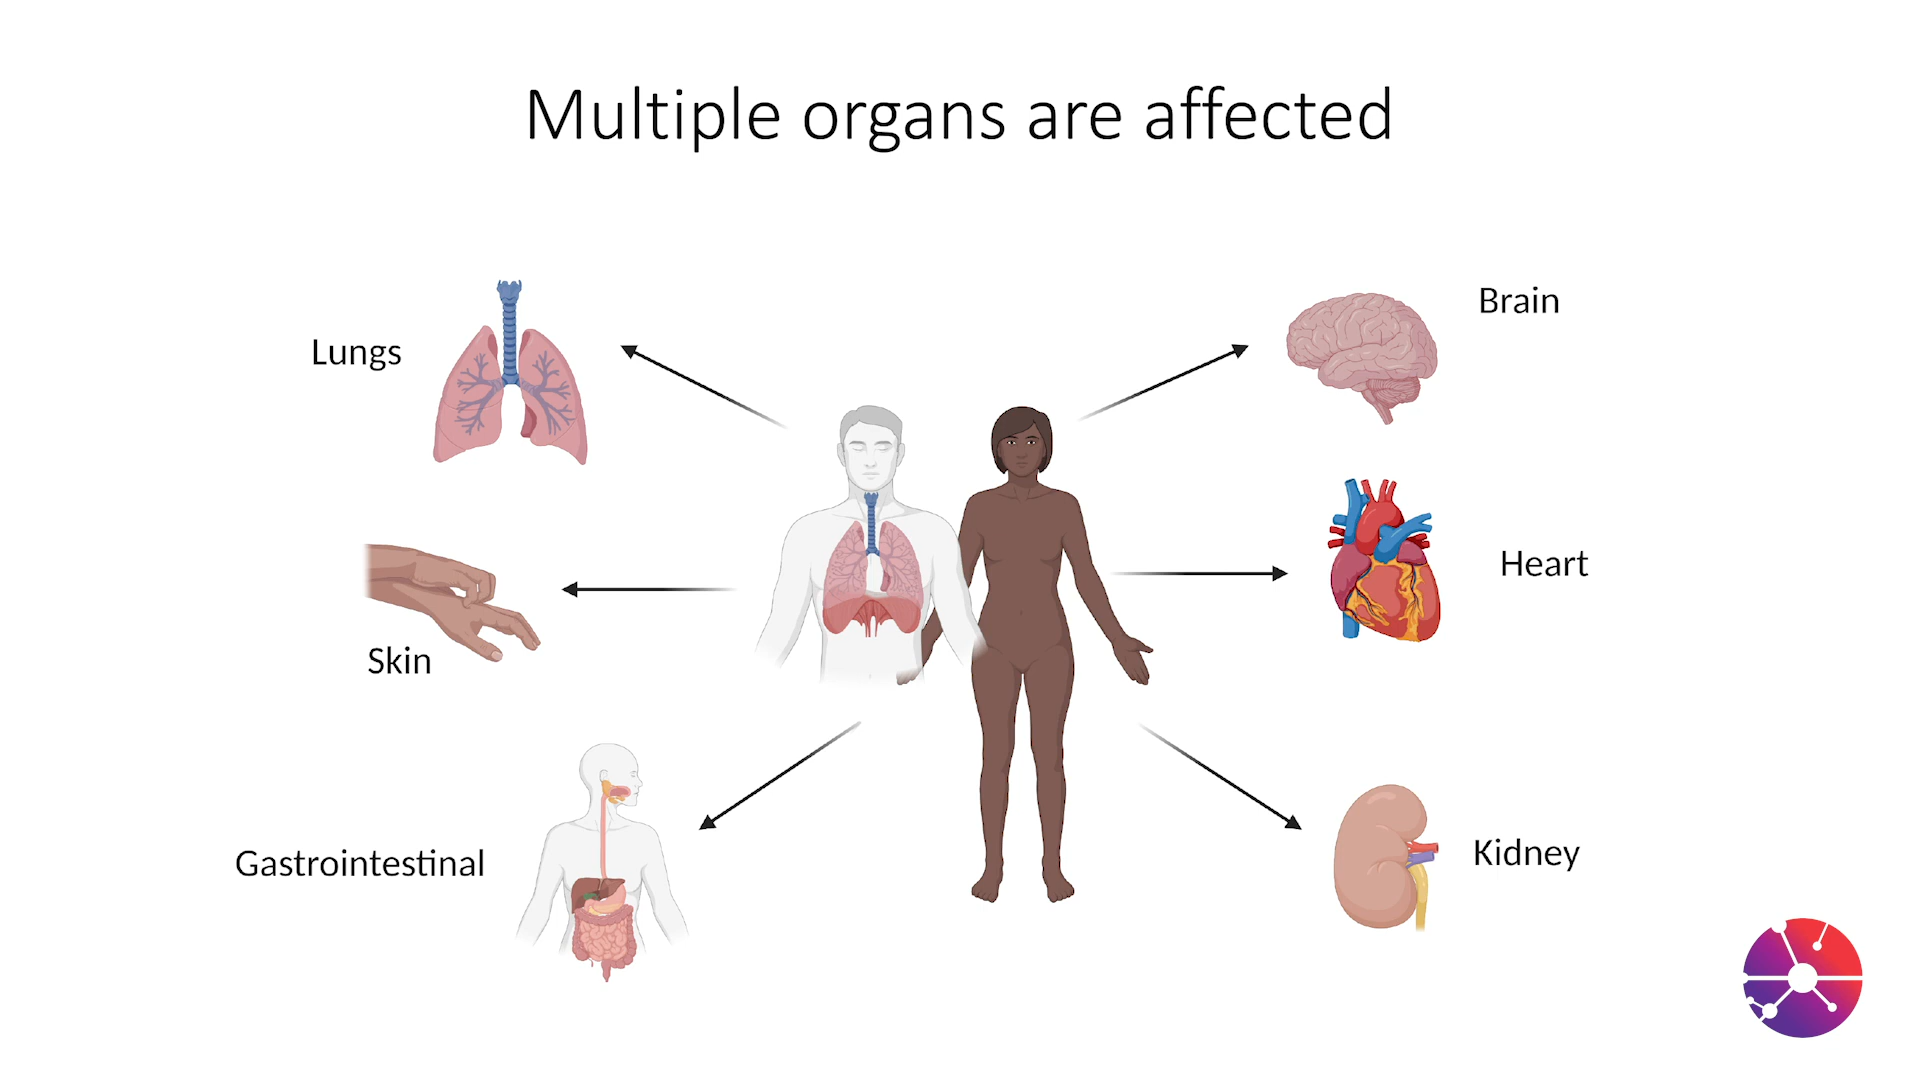 Multiple organs are affected
Lungs
Brain
Skin
Heart
Gastrointestinal
Kidney